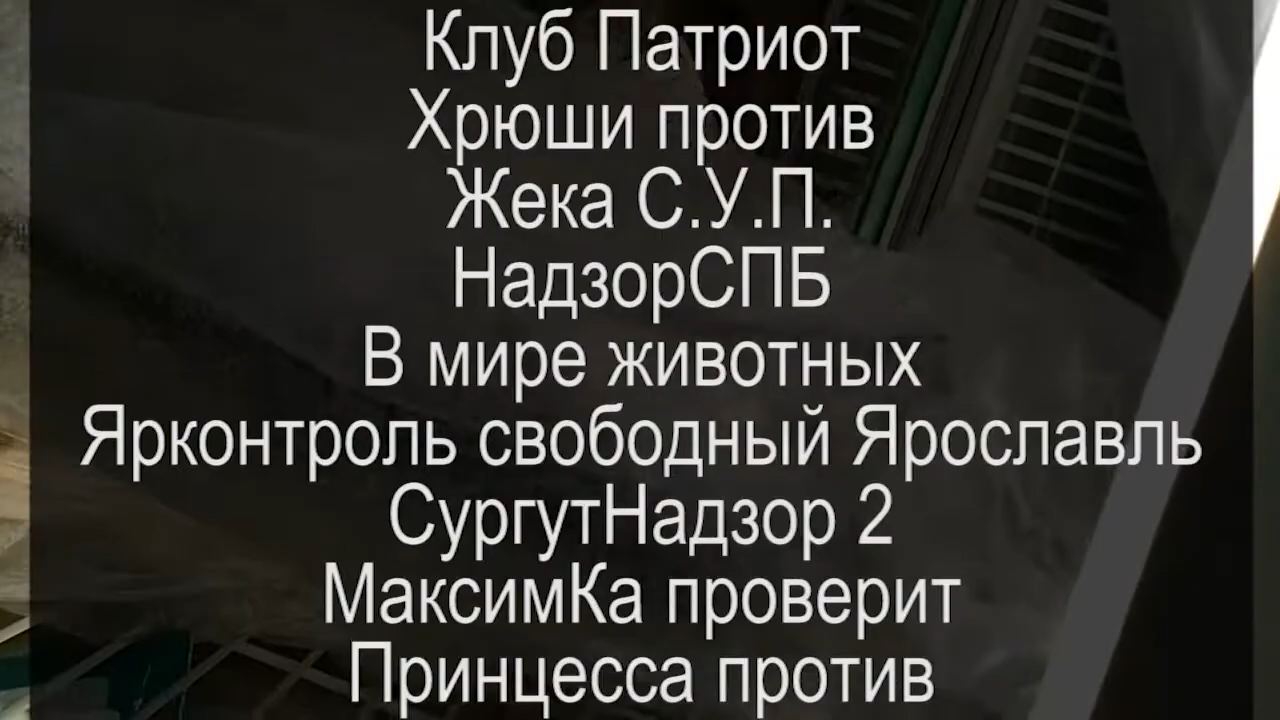 Клуб Патриот
Хрюши против
Жека С.У.П.
НадзорСПБ
В мире животных
Ярконтроль свободный Ярославль
СургутНадзор 2
МаксимКа проверит
Принцесса против